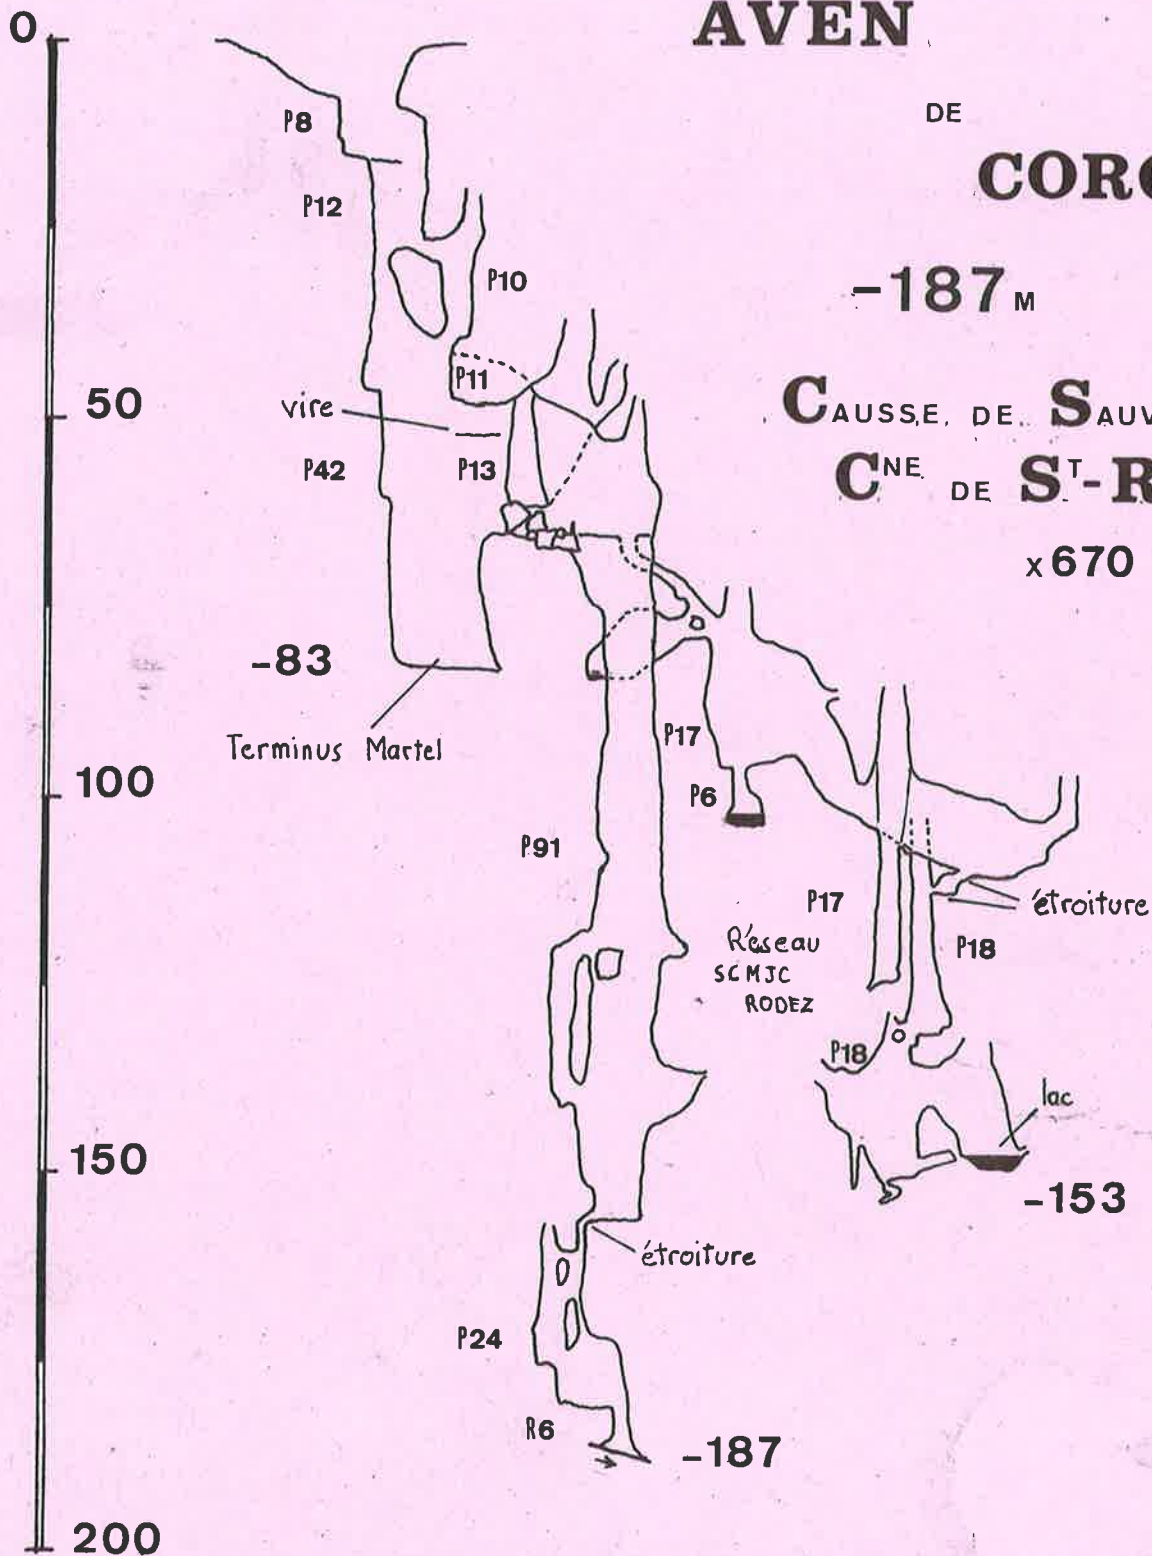 AVEN
DE
CORG
-187 M
CAUSSE DE SAUV
CNE DE ST-R
x 670
0
50
100
150
200
P8
P12
P10
P11
vire
P42
P13
-83
Terminus Martel
P17
P6
P91
P17
étroiture
P18
Réseau
SCMJC
RODEZ
P18
lac
-153
étroiture
P24
R6
-187